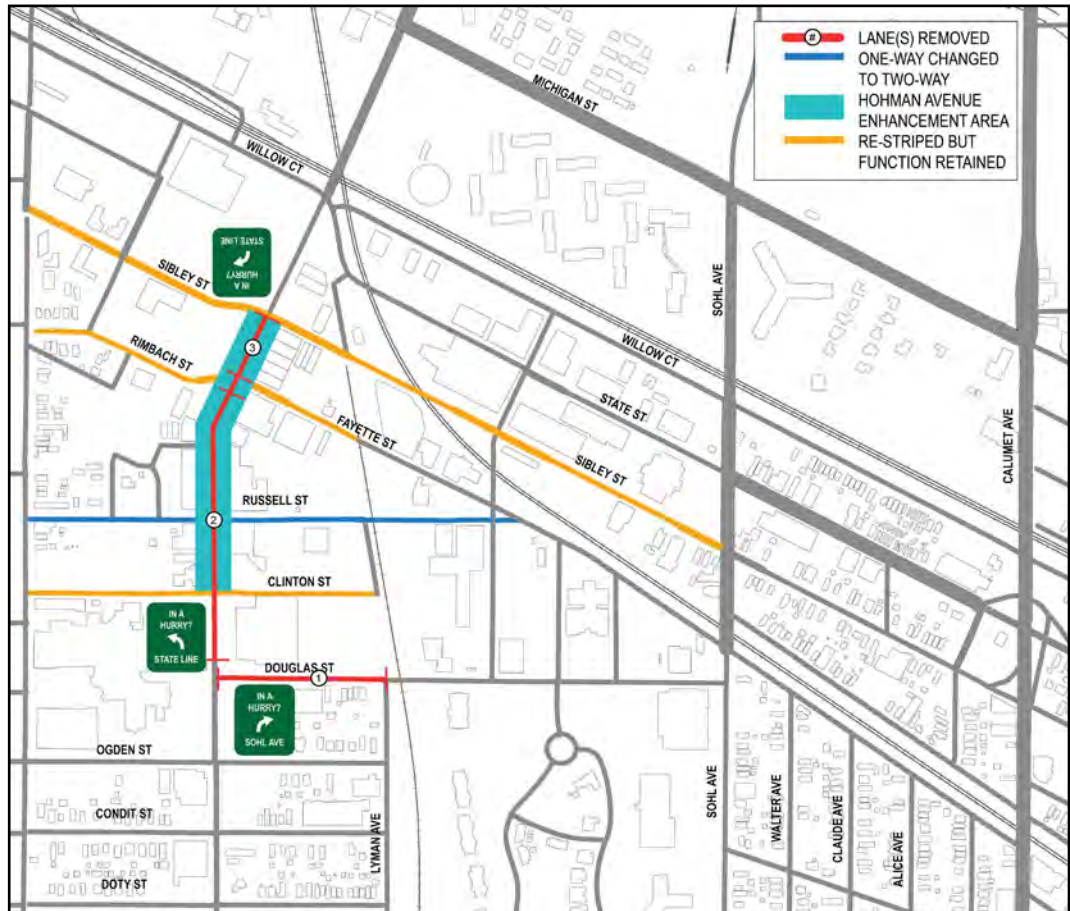 #
LANE(S) REMOVED
ONE-WAY CHANGED
TO TWO-WAY
HOHMAN AVENUE
ENHANCEMENT AREA
RE-STRIPED BUT
FUNCTION RETAINED
MICHIGAN ST
WILLOW CT
IN A
HURRY?
STATE LINE
SIBLEY ST
SOHL AVE
3
RIMBACH ST
WILLOW CT
STATE ST
FAYETTE ST
CALUMET AVE
SIBLEY ST
RUSSELL ST
2
CLINTON ST
IN A
HURRY?
STATE LINE
DOUGLAS ST
1
IN A
HURRY?
SOHL AVE
OGDEN ST
CONDIT ST
LYMAN AVE
SOHL AVE
WALTER AVE
CLAUDE AVE
ALICE AVE
DOTY ST